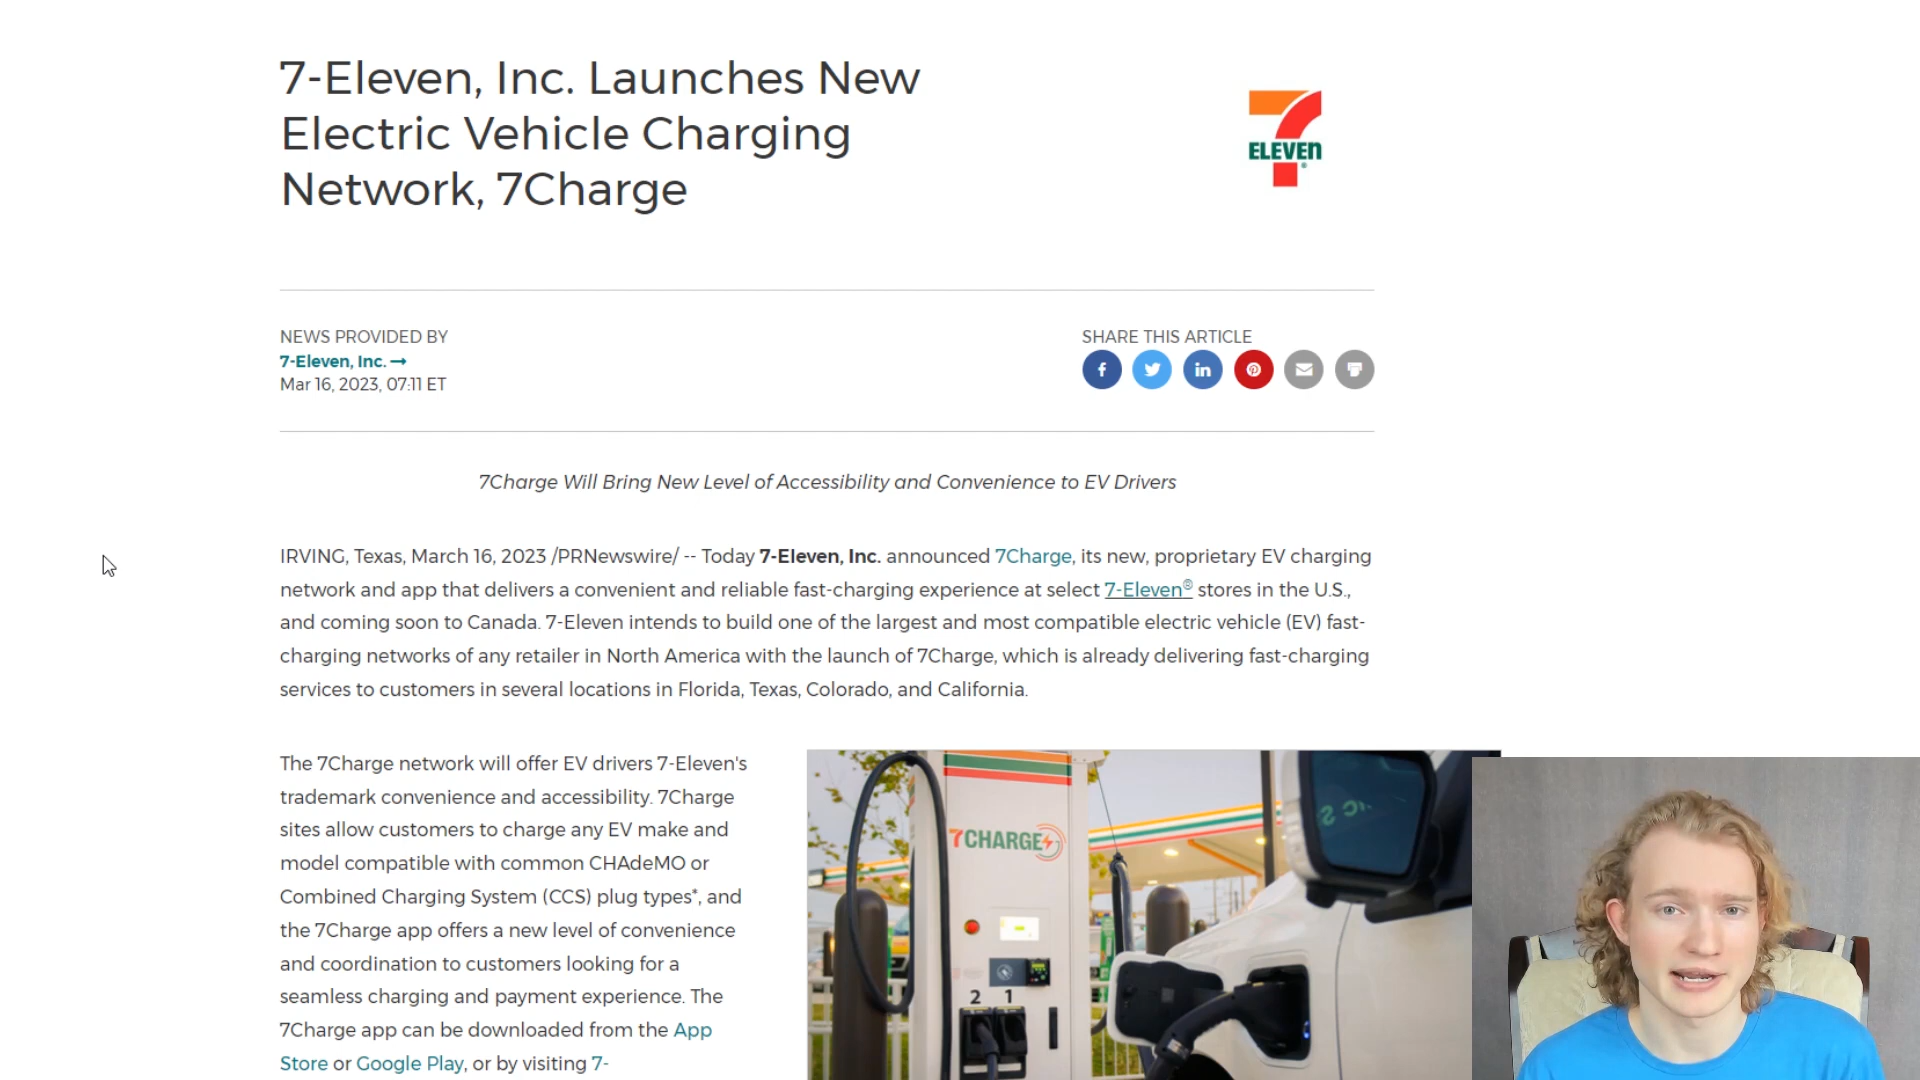 7-Eleven, Inc. Launches New
Electric Vehicle Charging
Network, 7Charge
7
ELEVEN
®
NEWS PROVIDED BY
7-Eleven, Inc. →
Mar 16, 2023, 07:11 ET
SHARE THIS ARTICLE
7Charge Will Bring New Level of Accessibility and Convenience to EV Drivers
IRVING, Texas, March 16, 2023 /PRNewswire/ -- Today 7-Eleven, Inc. announced 7Charge, its new, proprietary EV charging
network and app that delivers a convenient and reliable fast-charging experience at select 7-Eleven® stores in the U.S.,
and coming soon to Canada. 7-Eleven intends to build one of the largest and most compatible electric vehicle (EV) fast-
charging networks of any retailer in North America with the launch of 7Charge, which is already delivering fast-charging
services to customers in several locations in Florida, Texas, Colorado, and California.
The 7Charge network will offer EV drivers 7-Eleven's
trademark convenience and accessibility. 7Charge
sites allow customers to charge any EV make and
model compatible with common CHAdeMO or
Combined Charging System (CCS) plug types*, and
the 7Charge app offers a new level of convenience
and coordination to customers looking for a
seamless charging and payment experience. The
7Charge app can be downloaded from the App
Store or Google Play, or by visiting 7-
7CHARGE
2 1